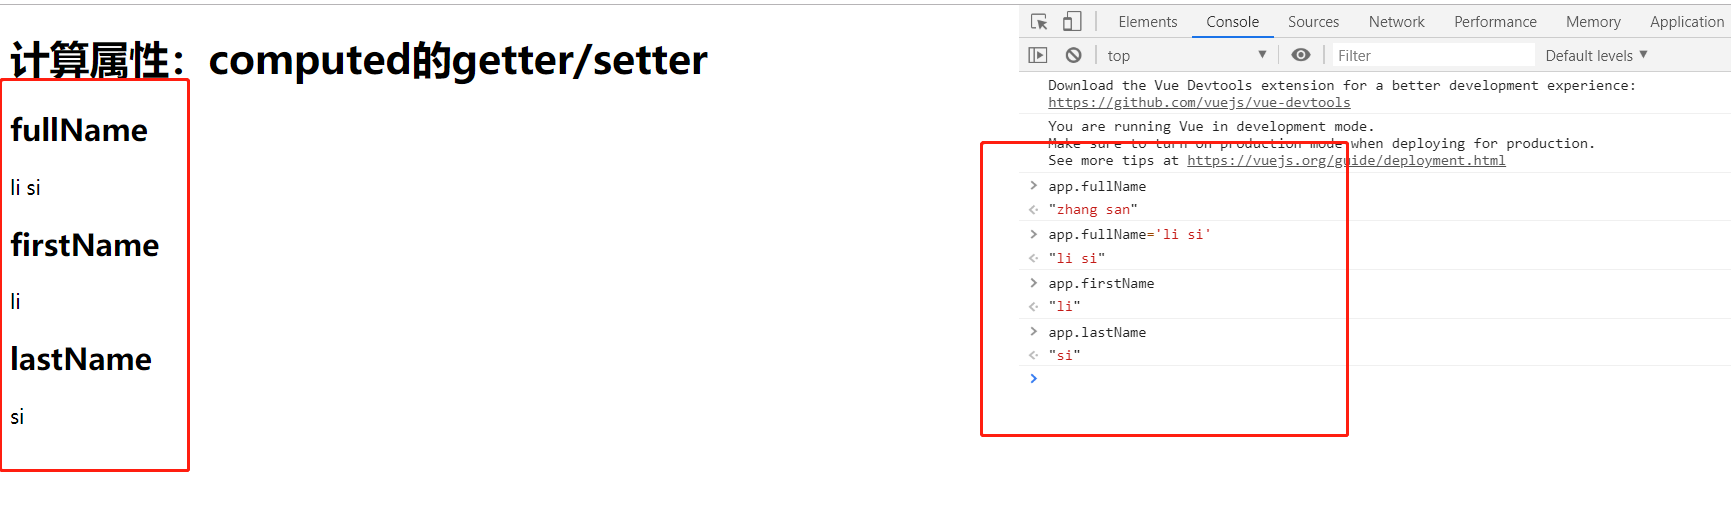 计算属性：computed的getter/setter
fullName
li si
firstName
li
lastName
si
Elements Console Sources Network Performance Memory Application
top Filter Default levels
Download the Vue Devtools extension for a better development experience:
https://github.com/vuejs/vue-devtools
You are running Vue in development mode.
Make sure to turn on production mode when deploying for production.
See more tips at https://vuejs.org/guide/deployment.html
> app.fullName
"zhang san"
> app.fullName='li si'
"li si"
> app.firstName
"li"
> app.lastName
"si"
>